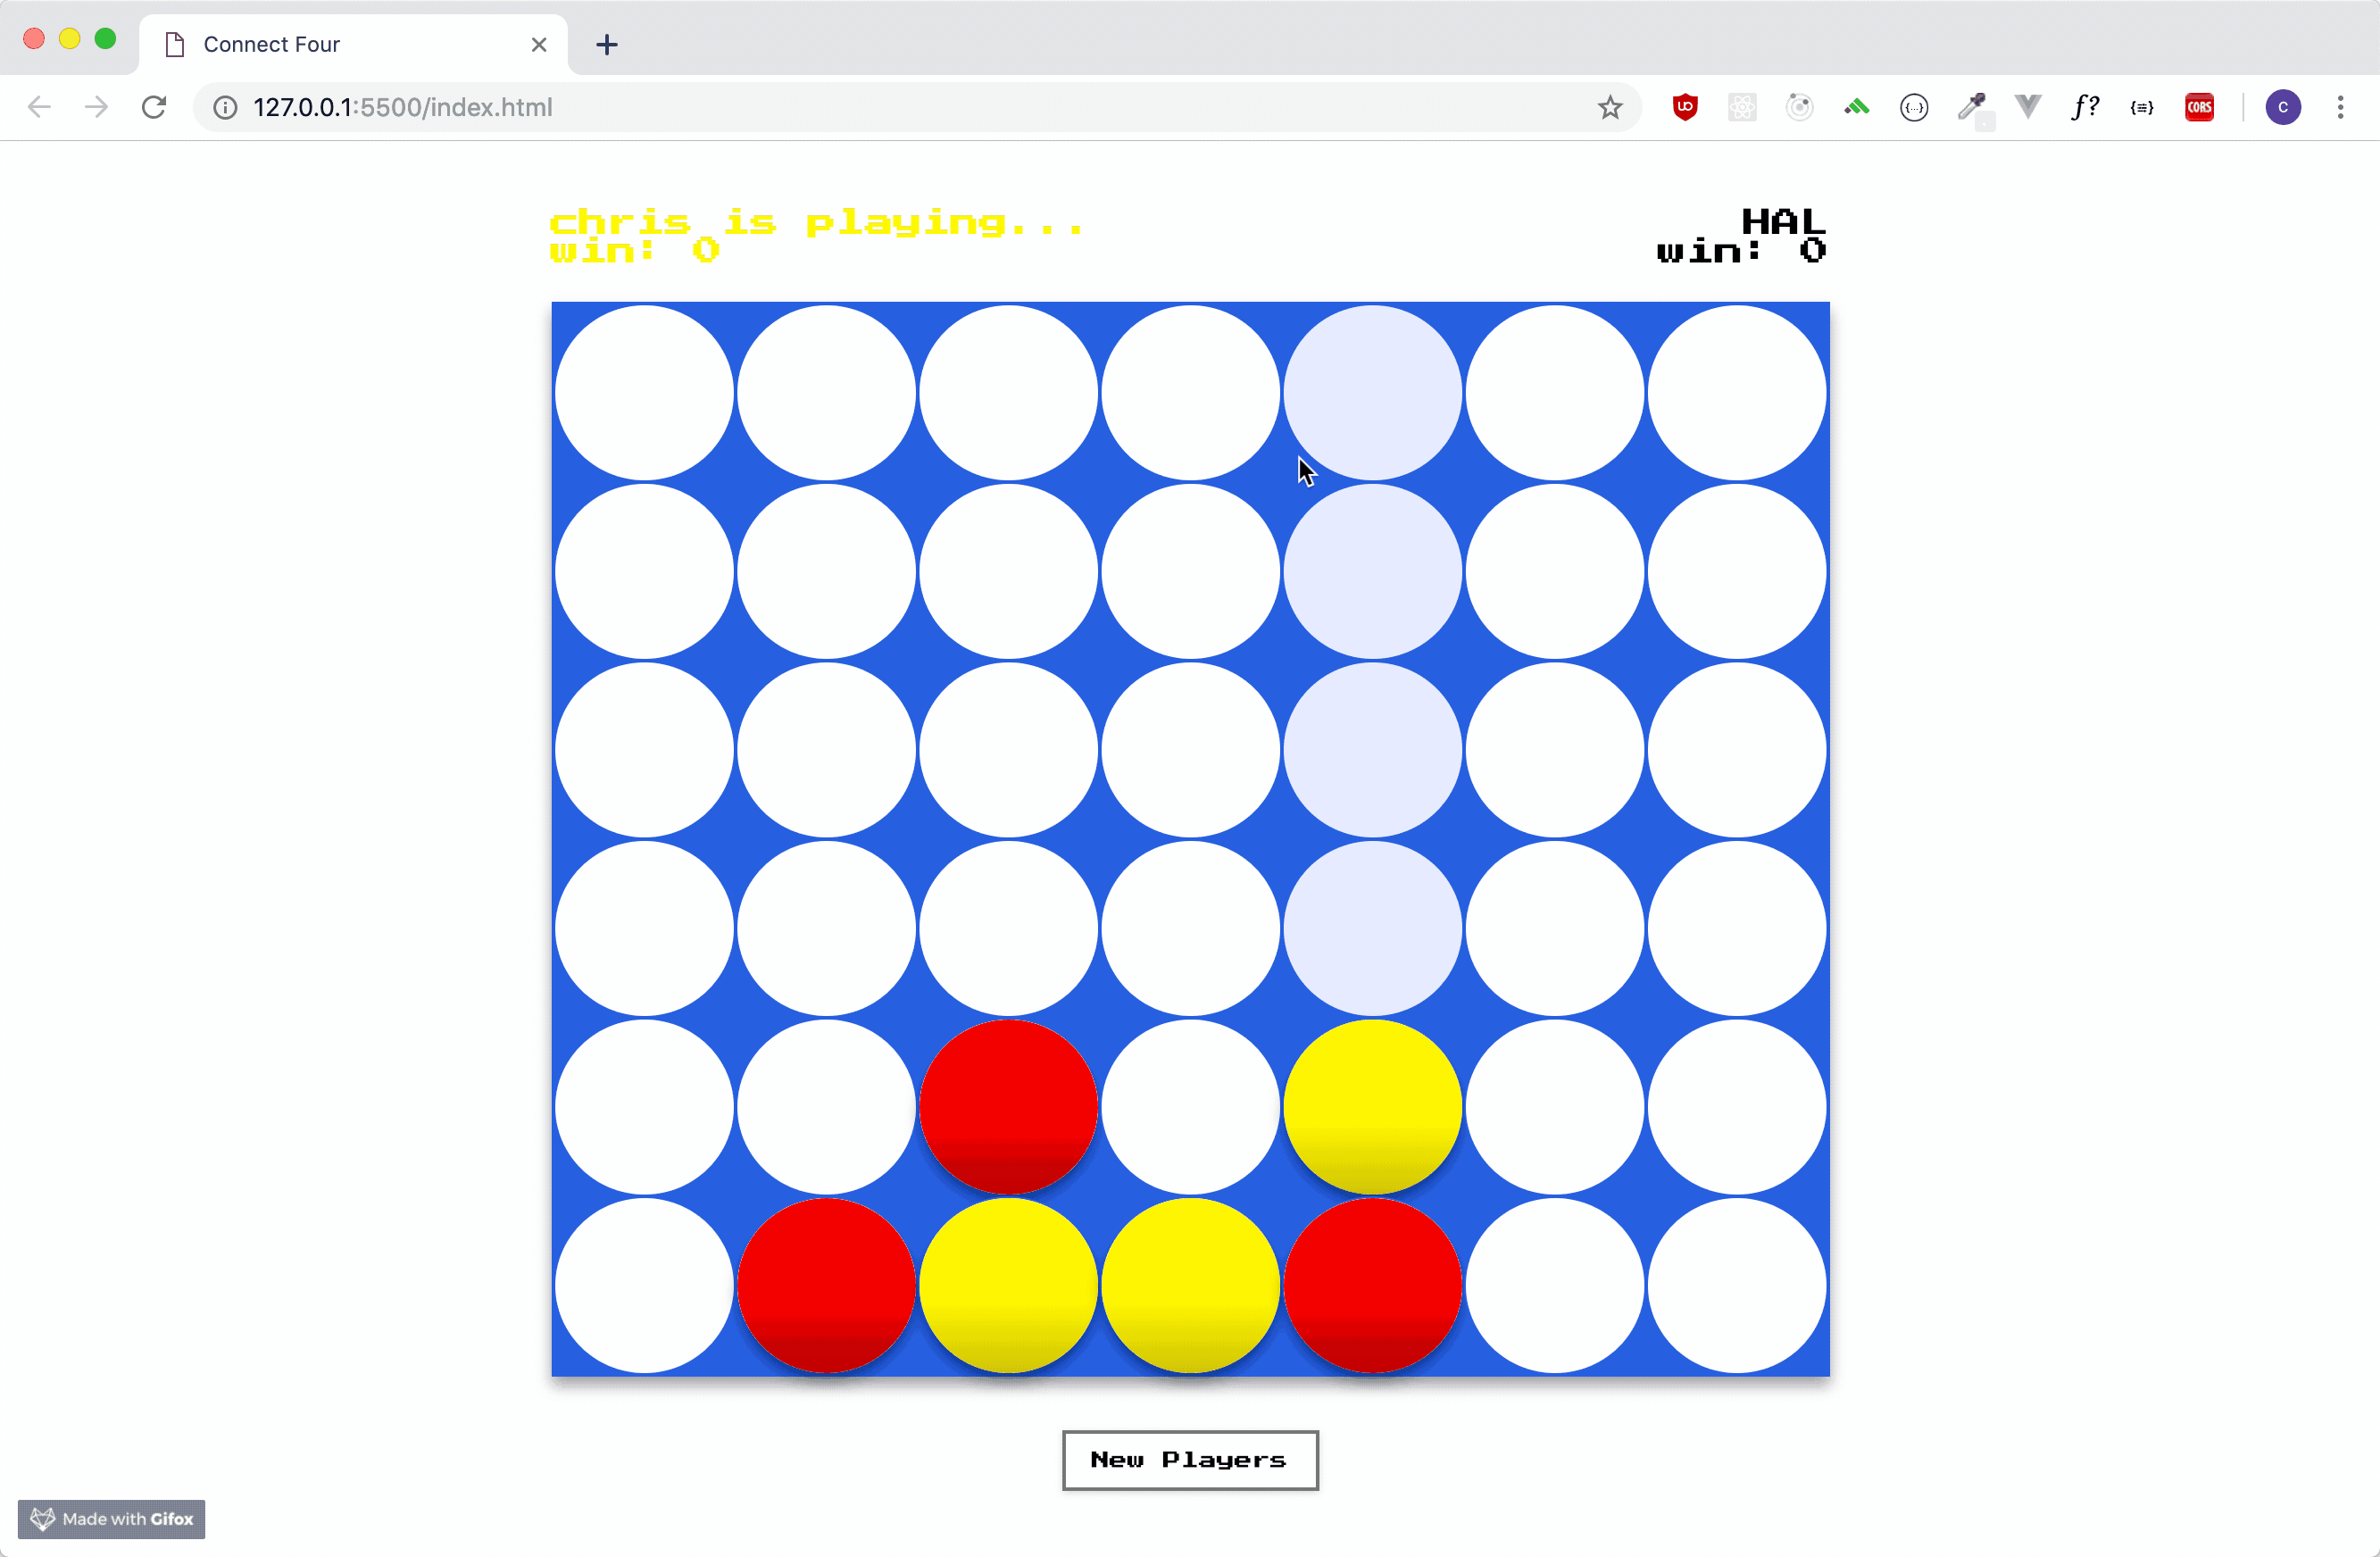 Connect Four
127.0.0.1:5500/index.html
UO
{...}
f?
{≡}
CORS
C
chris is playing...
win: 0
HAL
win: 0
New Players
Made with Gifox